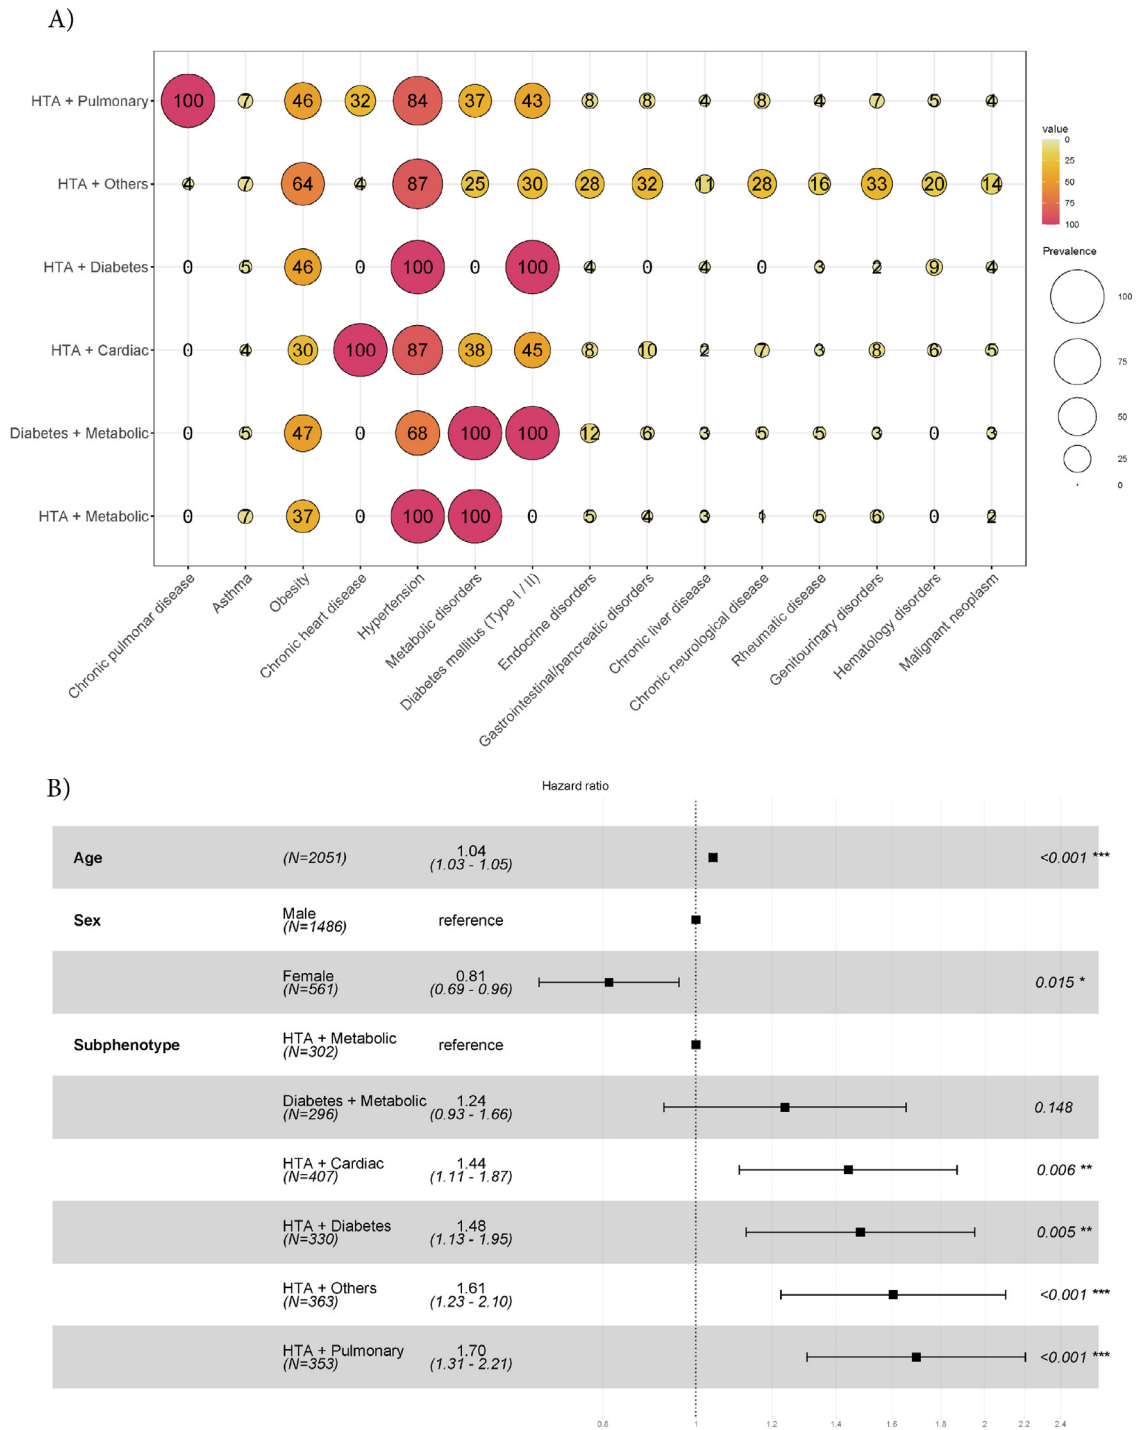 A)
HTA + Pulmonary 100 7 46 32 84 37 43 8 8 4 8 4 7 5 4
HTA + Others 4 7 64 4 87 25 30 28 32 11 28 16 33 20 14
HTA + Diabetes 0 5 46 0 100 0 100 4 0 4 0 3 2 9 4
HTA + Cardiac 0 4 30 100 87 38 45 8 10 2 7 3 8 6 5
Diabetes + Metabolic 0 5 47 0 68 100 100 12 6 3 5 5 3 0 3
HTA + Metabolic 0 7 37 0 100 100 0 5 4 3 1 5 6 0 2
Chronic pulmonar disease
Asthma
Obesity
Chronic heart disease
Hypertension
Metabolic disorders
Diabetes mellitus (Type I / II)
Endocrine disorders
Gastrointestinal/pancreatic disorders
Chronic liver disease
Chronic neurological disease
Rheumatic disease
Genitourinary disorders
Hematology disorders
Malignant neoplasm
value
0
25
50
75
100
Prevalence
100
75
50
25
0
B)
Hazard ratio
Age (N=2051) 1.04 (1.03 - 1.05) <0.001 ***
Sex Male (N=1486) reference
Female (N=561) 0.81 (0.69 - 0.96) 0.015 *
Subphenotype HTA + Metabolic (N=302) reference
Diabetes + Metabolic (N=296) 1.24 (0.93 - 1.66) 0.148
HTA + Cardiac (N=407) 1.44 (1.11 - 1.87) 0.006 **
HTA + Diabetes (N=330) 1.48 (1.13 - 1.95) 0.005 **
HTA + Others (N=363) 1.61 (1.23 - 2.10) <0.001 ***
HTA + Pulmonary (N=353) 1.70 (1.31 - 2.21) <0.001 ***
0.8 1 1.2 1.4 1.6 1.8 2 2.2 2.4